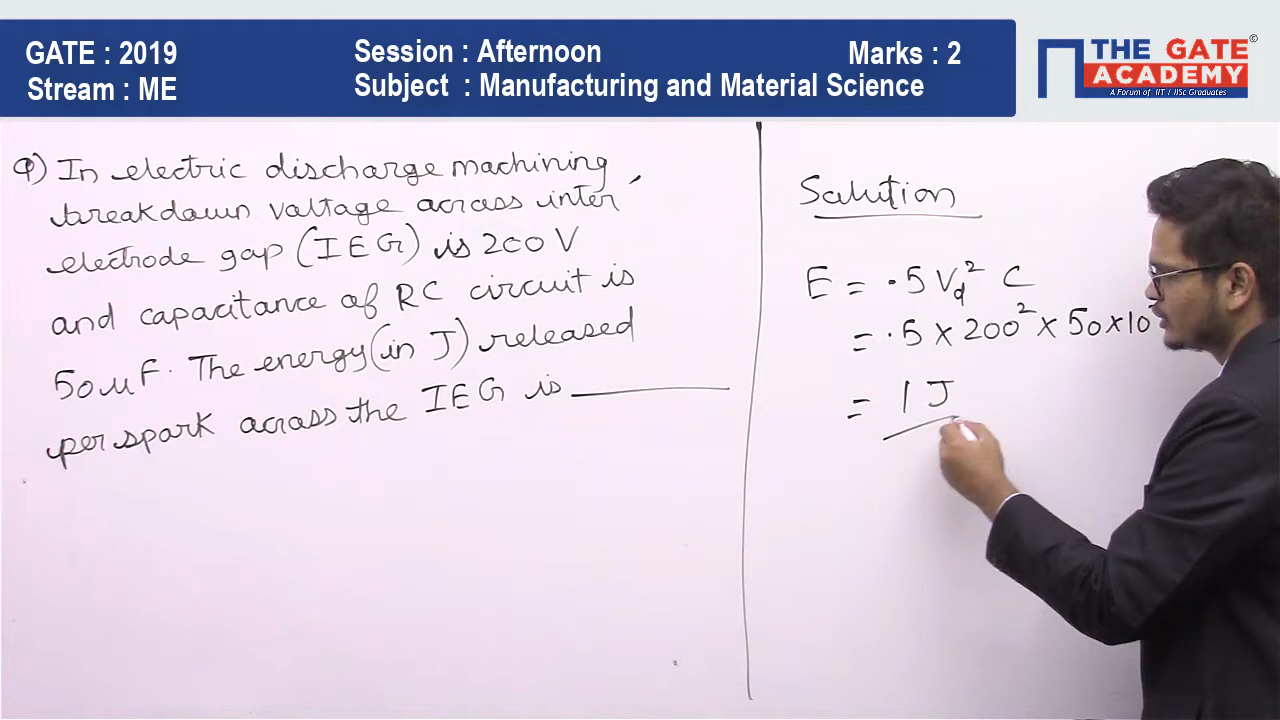 GATE : 2019
Stream : ME
Session : Afternoon
Subject : Manufacturing and Material Science
Marks : 2
THE GATE
ACADEMY
©
A Forum of IIT / IISc Graduates
Q) In electric discharge machining,
breakdown voltage across inter
electrode gap (IEG) is 200 V
and capacitance of RC circuit is
50 μF. The energy (in J) released
per spark across the IEG is ________
Solution
E = .5 V_d² C
= .5 × 200² × 50 × 10
= 1 J